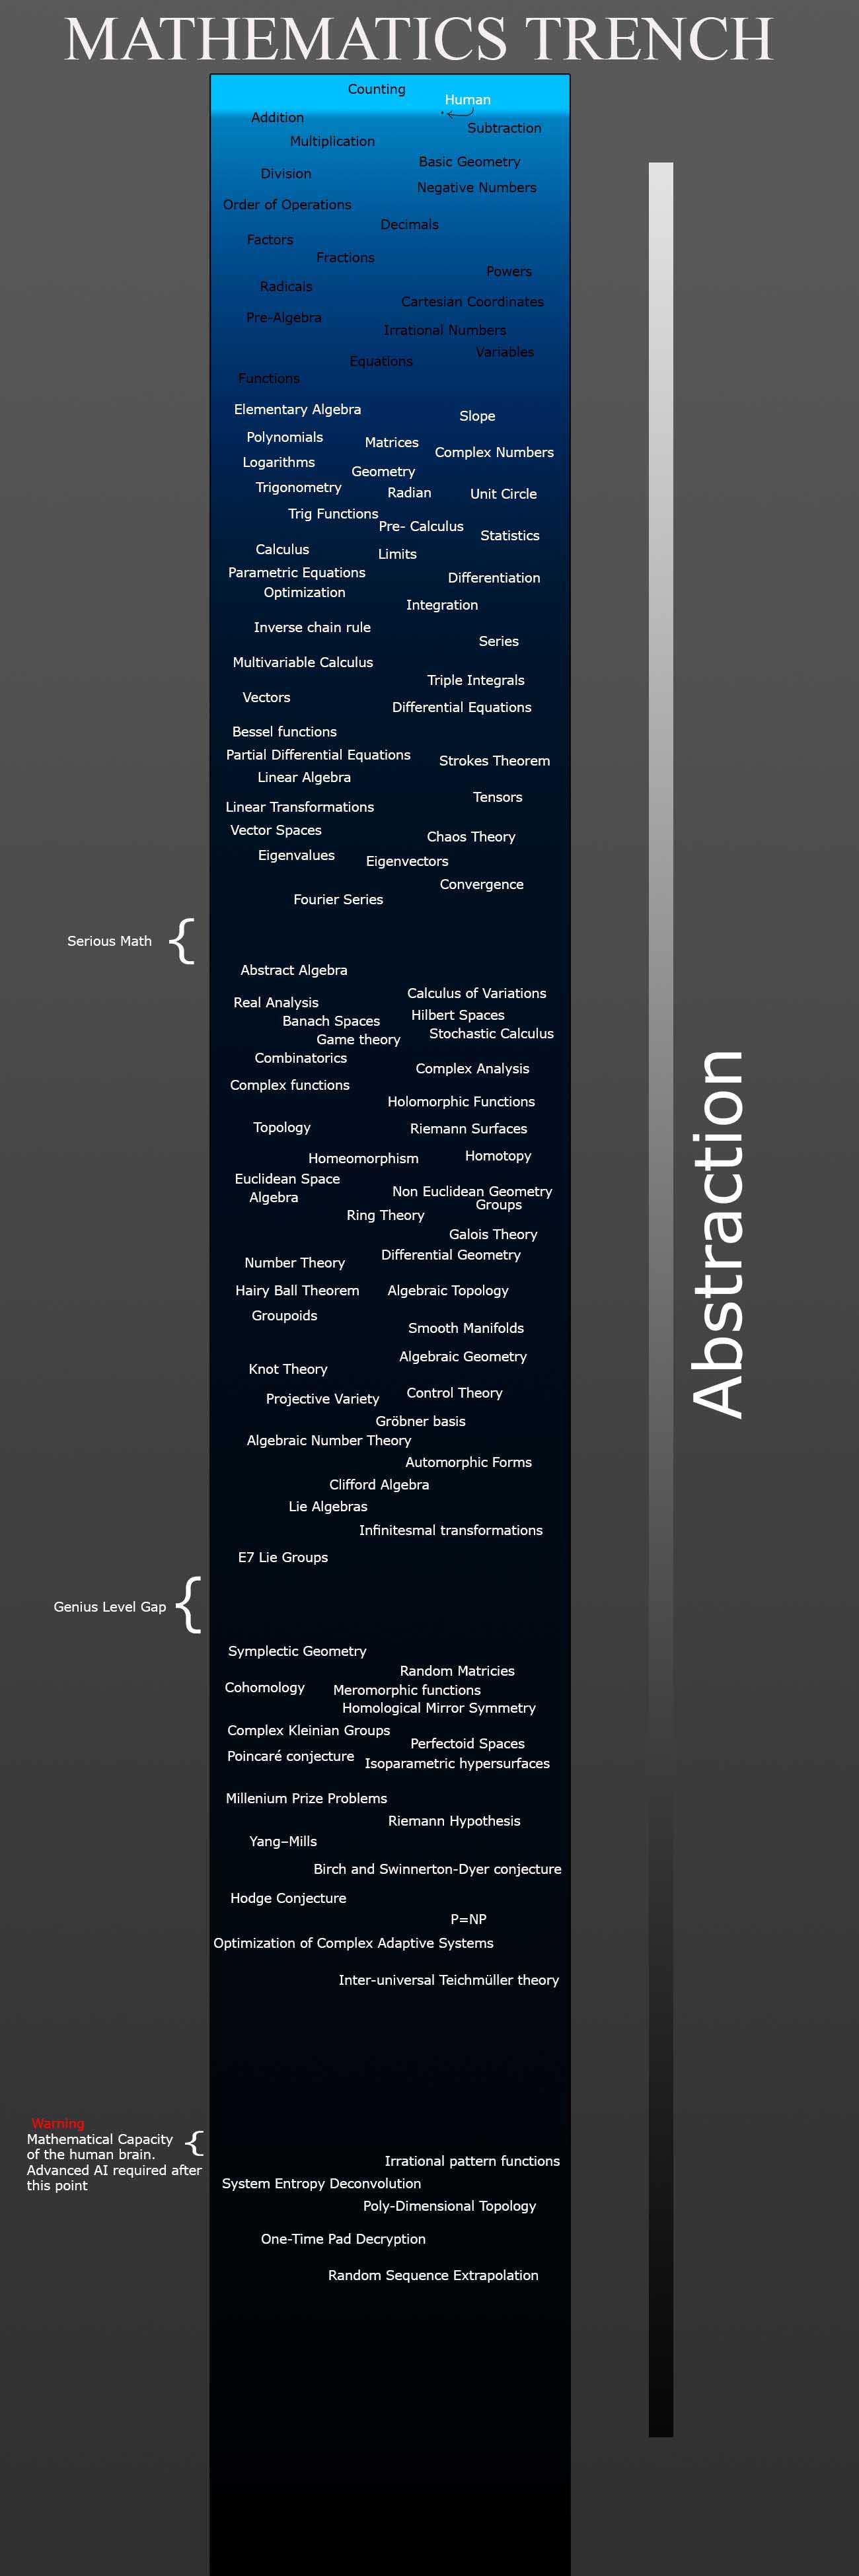 MATHEMATICS TRENCH
Counting
Human
Addition
Subtraction
Multiplication
Basic Geometry
Division
Negative Numbers
Order of Operations
Decimals
Factors
Fractions
Powers
Radicals
Cartesian Coordinates
Pre-Algebra
Irrational Numbers
Variables
Equations
Functions
Elementary Algebra
Slope
Polynomials
Matrices
Complex Numbers
Logarithms
Geometry
Trigonometry
Radian
Unit Circle
Trig Functions
Pre- Calculus
Statistics
Calculus
Limits
Parametric Equations
Differentiation
Optimization
Integration
Inverse chain rule
Series
Multivariable Calculus
Triple Integrals
Vectors
Differential Equations
Bessel functions
Partial Differential Equations
Strokes Theorem
Linear Algebra
Tensors
Linear Transformations
Vector Spaces
Chaos Theory
Eigenvalues
Eigenvectors
Convergence
Fourier Series
Serious Math {
Abstract Algebra
Calculus of Variations
Real Analysis
Hilbert Spaces
Banach Spaces
Stochastic Calculus
Game theory
Combinatorics
Complex Analysis
Complex functions
Holomorphic Functions
Topology
Riemann Surfaces
Homeomorphism
Homotopy
Euclidean Space
Non Euclidean Geometry
Algebra
Groups
Ring Theory
Galois Theory
Differential Geometry
Number Theory
Hairy Ball Theorem
Algebraic Topology
Groupoids
Smooth Manifolds
Algebraic Geometry
Knot Theory
Control Theory
Projective Variety
Gröbner basis
Algebraic Number Theory
Automorphic Forms
Clifford Algebra
Lie Algebras
Infinitesmal transformations
E7 Lie Groups
Genius Level Gap {
Symplectic Geometry
Random Matricies
Cohomology
Meromorphic functions
Homological Mirror Symmetry
Complex Kleinian Groups
Perfectoid Spaces
Poincaré conjecture
Isoparametric hypersurfaces
Millenium Prize Problems
Riemann Hypothesis
Yang–Mills
Birch and Swinnerton-Dyer conjecture
Hodge Conjecture
P=NP
Optimization of Complex Adaptive Systems
Inter-universal Teichmüller theory
Warning
Mathematical Capacity {
of the human brain.
Advanced AI required after
this point
Irrational pattern functions
System Entropy Deconvolution
Poly-Dimensional Topology
One-Time Pad Decryption
Random Sequence Extrapolation
Abstraction